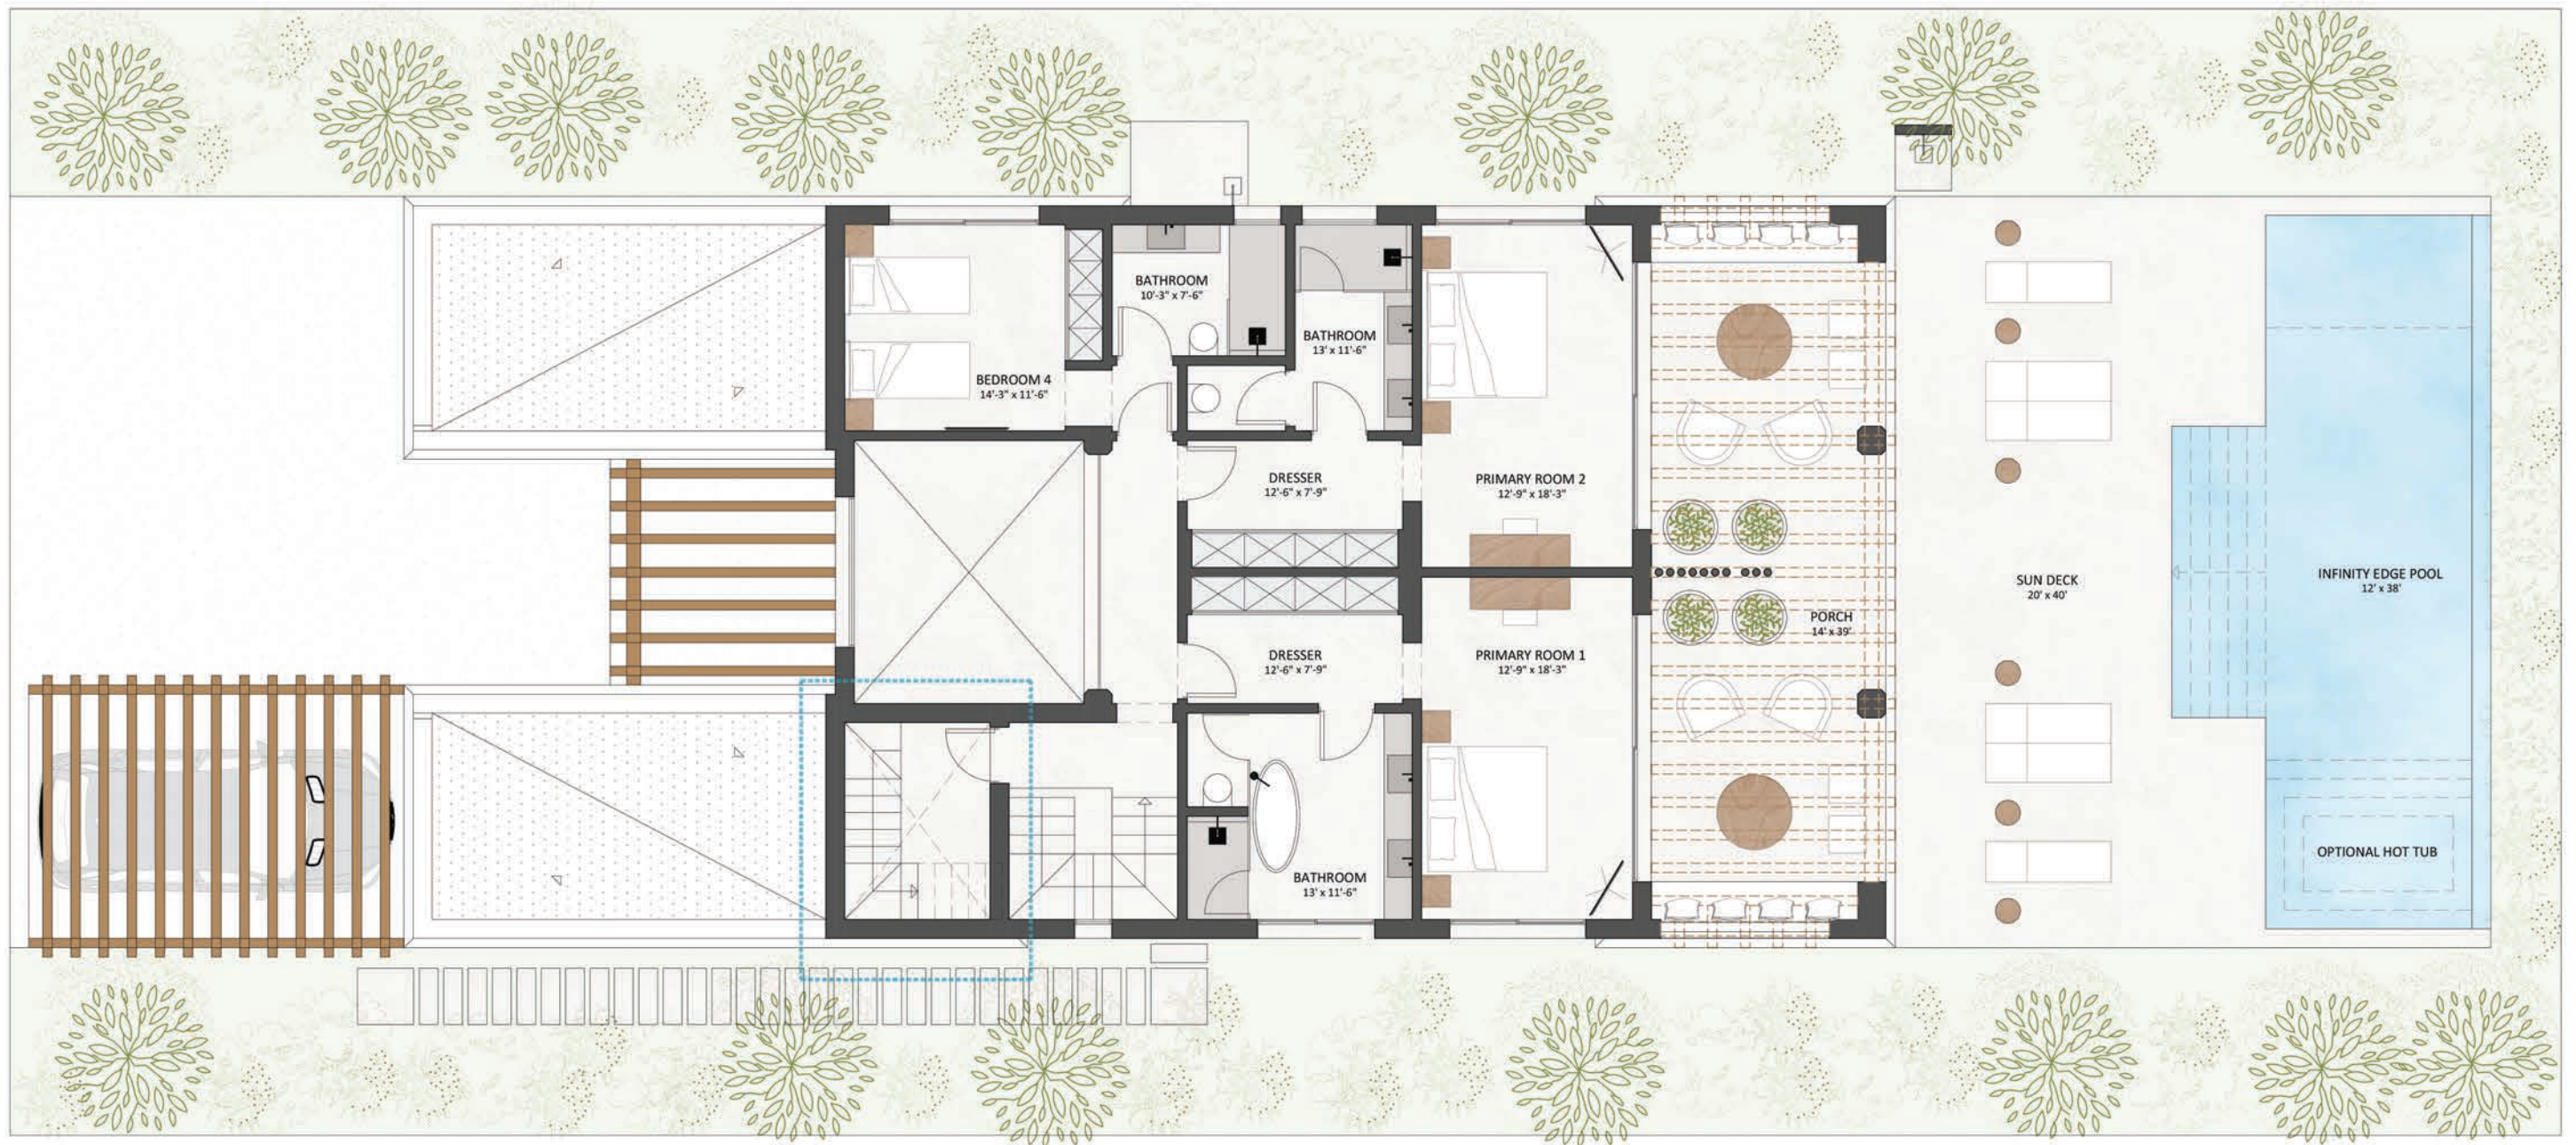 BATHROOM
10'-3" x 7'-6"
BATHROOM
13' x 11'-6"
BEDROOM 4
14'-3" x 11'-6"
DRESSER
12'-6" x 7'-9"
PRIMARY ROOM 2
12'-9" x 18'-3"
SUN DECK
20' x 40'
INFINITY EDGE POOL
12' x 38'
PORCH
14' x 39'
DRESSER
12'-6" x 7'-9"
PRIMARY ROOM 1
12'-9" x 18'-3"
BATHROOM
13' x 11'-6"
OPTIONAL HOT TUB